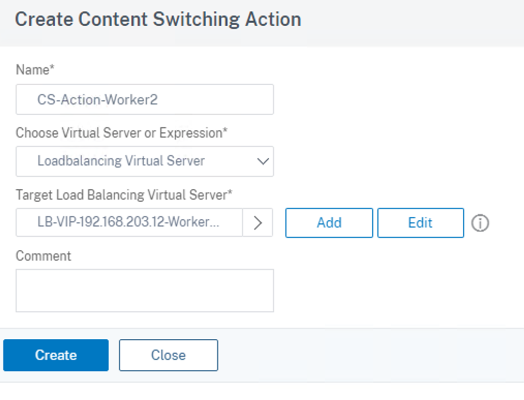 Create Content Switching Action
Name*
CS-Action-Worker2
Choose Virtual Server or Expression*
Loadbalancing Virtual Server
Target Load Balancing Virtual Server*
LB-VIP-192.168.203.12-Worker...
Add
Edit
Comment
Create
Close